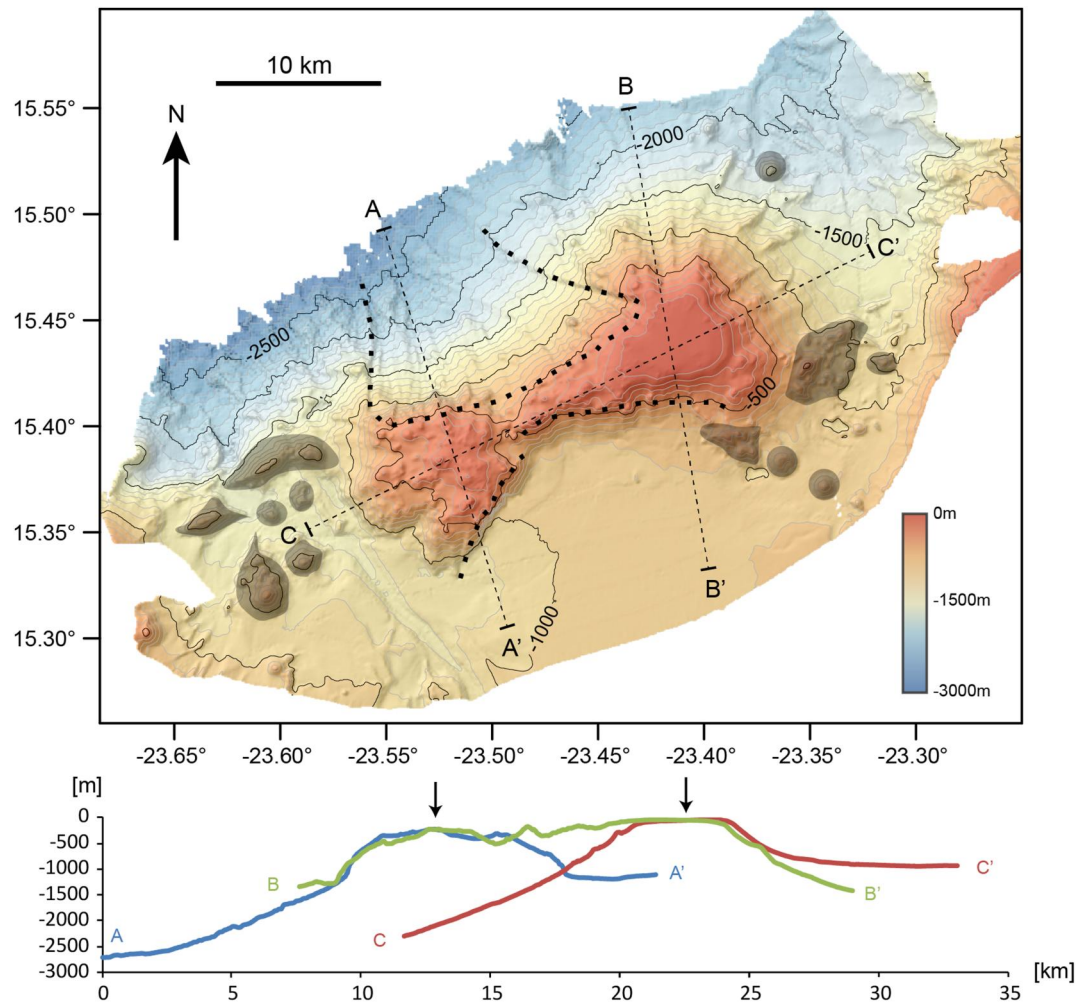 10 km
N
A
B
-2000
-1500
C'
-2500
-500
C
A'
-1000
B'
0m
-1500m
-3000m
15.55°
15.50°
15.45°
15.40°
15.35°
15.30°
-23.65° -23.60° -23.55° -23.50° -23.45° -23.40° -23.35° -23.30°
[m]
0
-500
-1000
-1500
-2000
-2500
-3000
A
B
C
A'
B'
C'
0 5 10 15 20 25 30 35
[km]